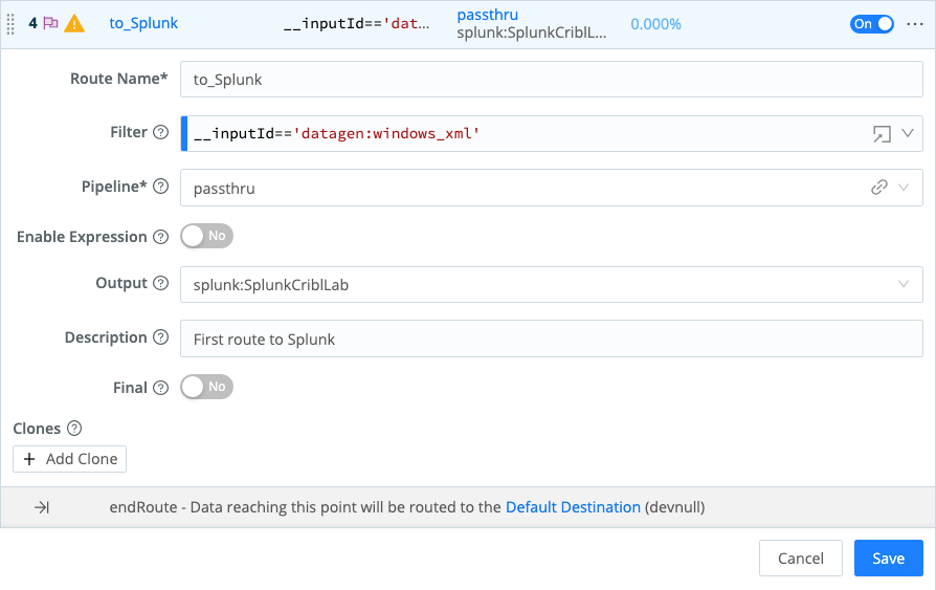 4 to_Splunk __inputId=='dat... passthru 0.000% On ...
splunk:SplunkCriblL...
Route Name* to_Splunk
Filter __inputId=='datagen:windows_xml'
Pipeline* passthru
Enable Expression No
Output splunk:SplunkCriblLab
Description First route to Splunk
Final No
Clones
+ Add Clone
endRoute - Data reaching this point will be routed to the Default Destination (devnull)
Cancel Save